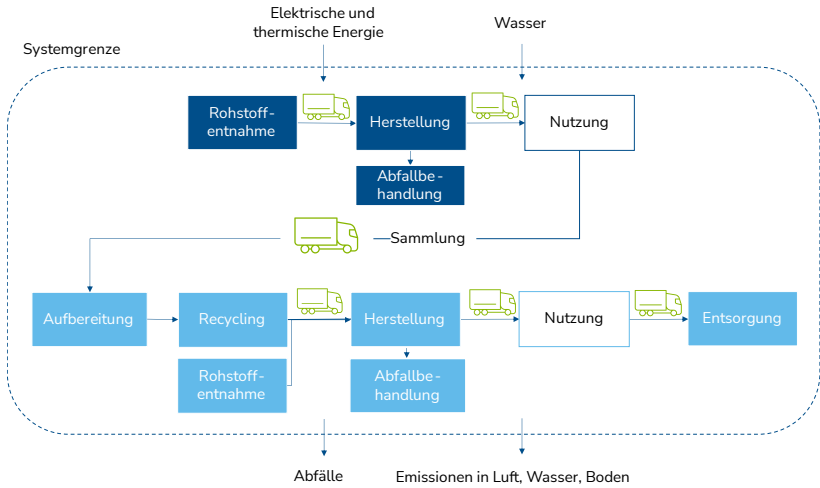 Elektrische und
thermische Energie
Wasser
Systemgrenze
Rohstoff-
entnahme
Herstellung
Nutzung
Abfallbe-
handlung
Sammlung
Aufbereitung
Recycling
Herstellung
Nutzung
Entsorgung
Rohstoff-
entnahme
Abfallbe-
handlung
Abfälle
Emissionen in Luft, Wasser, Boden